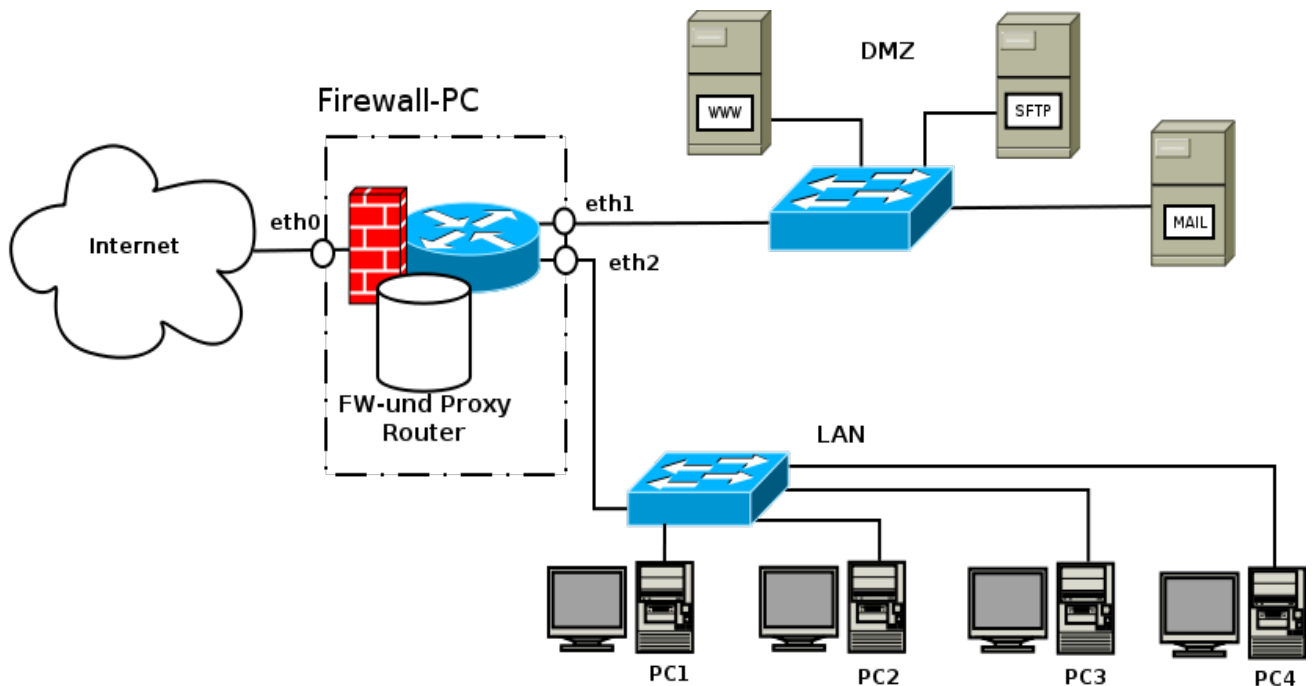 DMZ
WWW
SFTP
MAIL
Firewall-PC
Internet
eth0
eth1
eth2
FW-und Proxy
Router
LAN
PC1
PC2
PC3
PC4